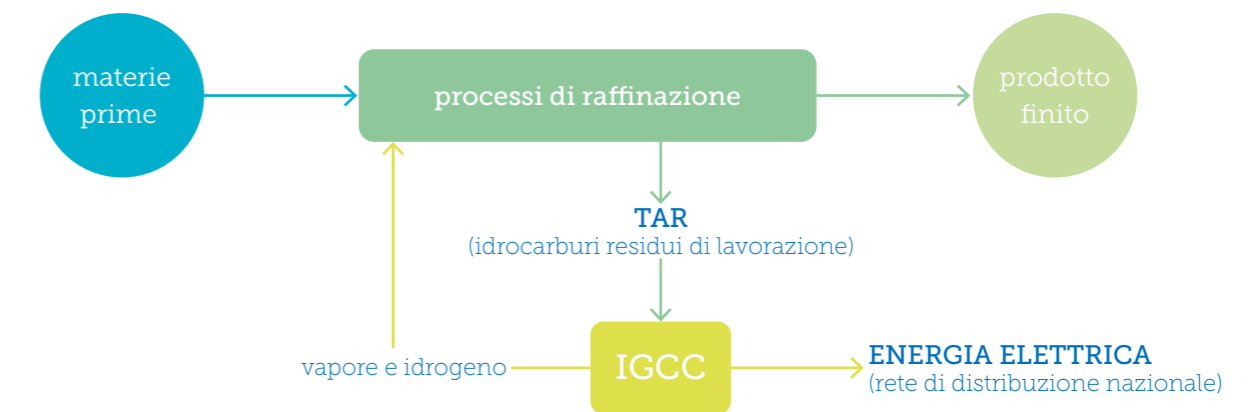 materie
prime
processi di raffinazione
prodotto
finito
TAR
(idrocarburi residui di lavorazione)
vapore e idrogeno
IGCC
ENERGIA ELETTRICA
(rete di distribuzione nazionale)